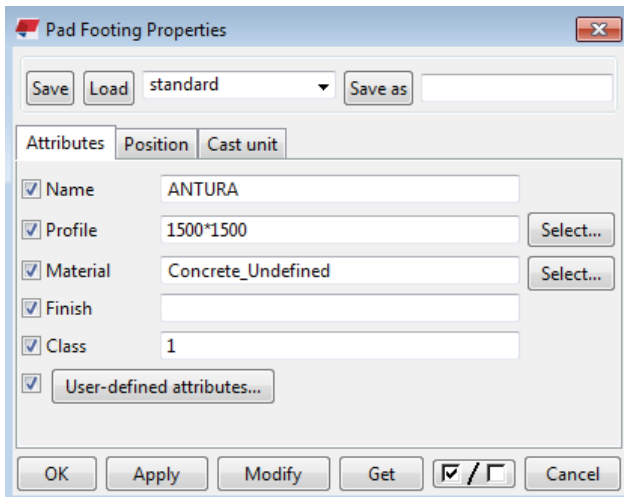 Pad Footing Properties
Save Load standard Save as
Attributes Position Cast unit
Name ANTURA
Profile 1500*1500 Select...
Material Concrete_Undefined Select...
Finish
Class 1
User-defined attributes...
OK Apply Modify Get / Cancel